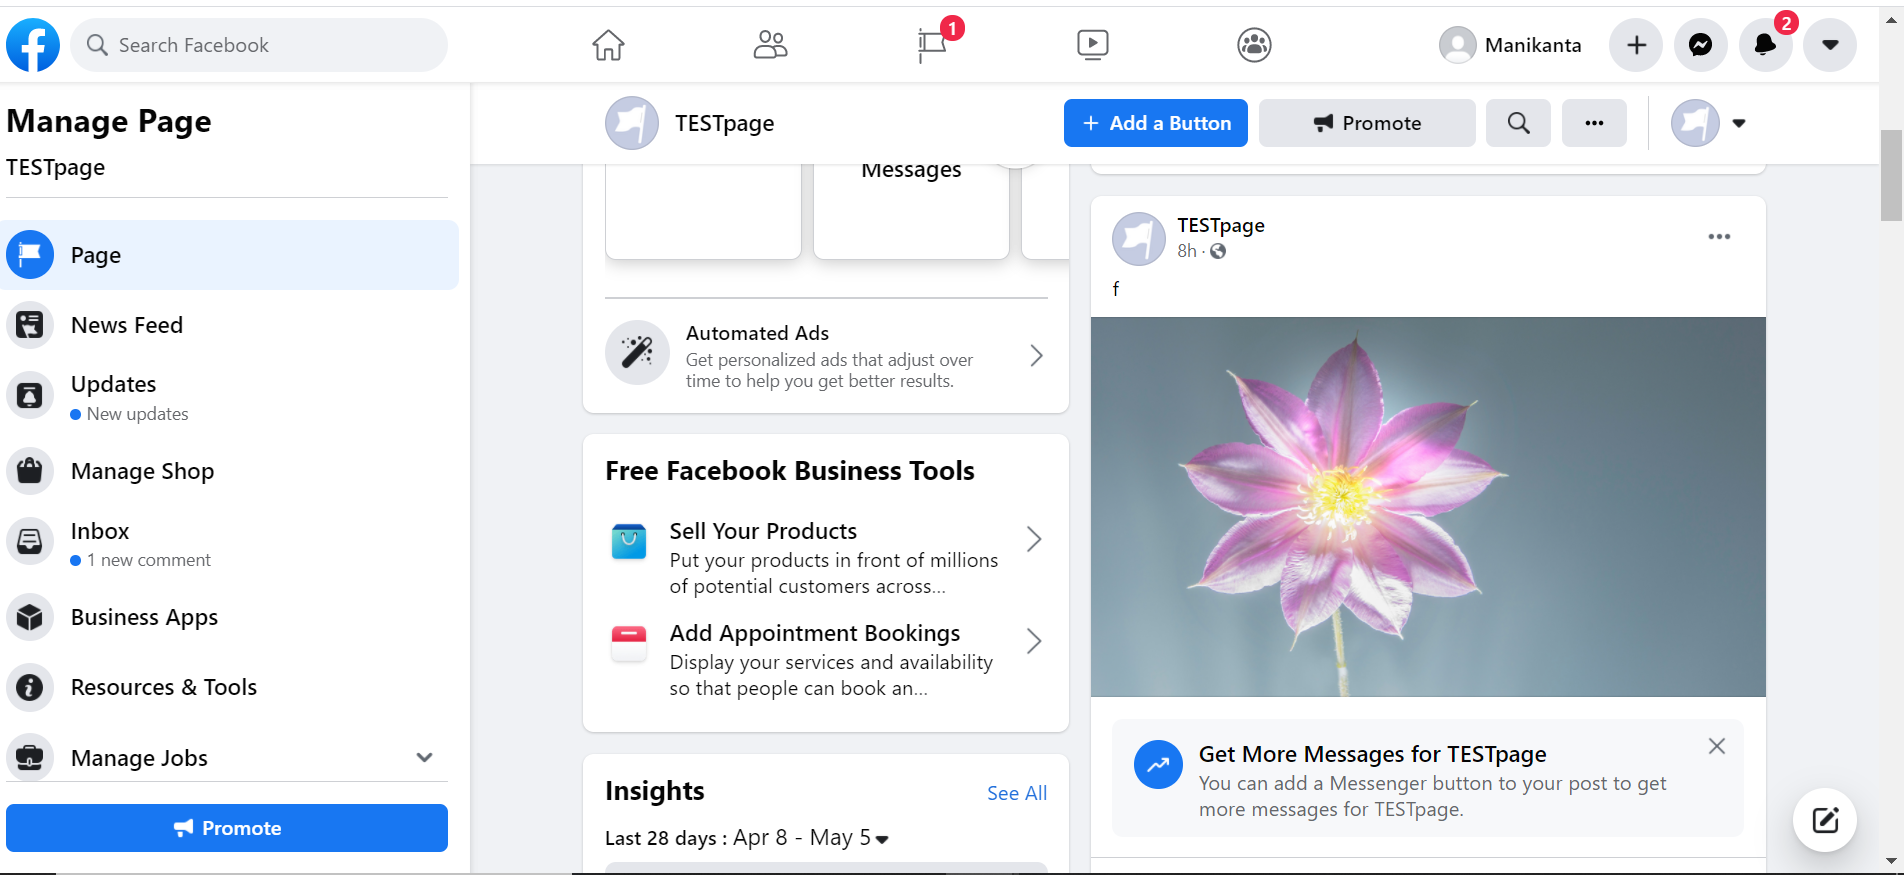 Search Facebook
1
Manikanta
2
Manage Page
TESTpage
Page
News Feed
Updates
New updates
Manage Shop
Inbox
1 new comment
Business Apps
Resources & Tools
Manage Jobs
Promote
TESTpage
+ Add a Button
Promote
Messages
Automated Ads
Get personalized ads that adjust over
time to help you get better results.
Free Facebook Business Tools
Sell Your Products
Put your products in front of millions
of potential customers across...
Add Appointment Bookings
Display your services and availability
so that people can book an...
Insights
See All
Last 28 days : Apr 8 - May 5
TESTpage
8h ·
f
Get More Messages for TESTpage
You can add a Messenger button to your post to get
more messages for TESTpage.